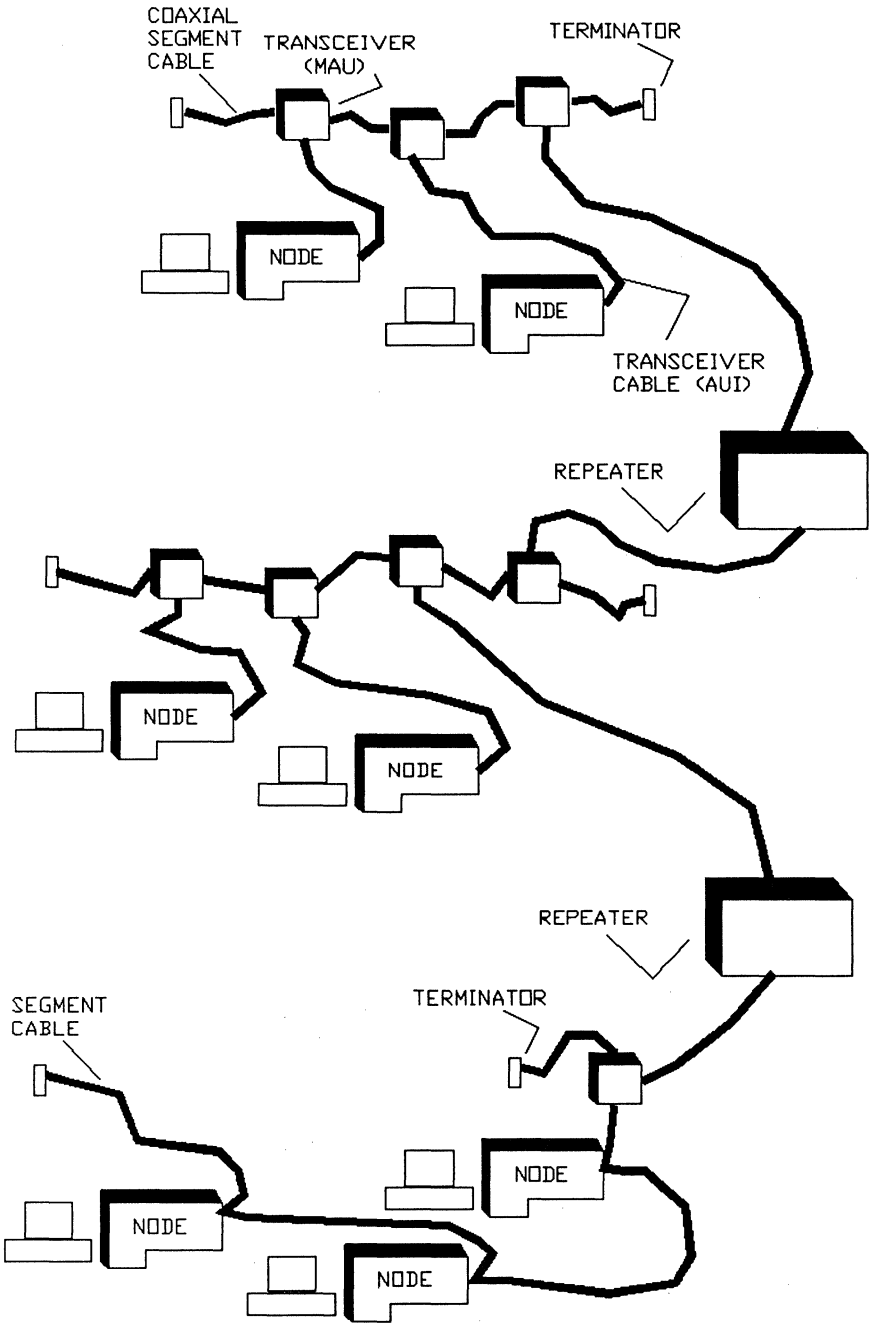 COAXIAL
SEGMENT
CABLE
TRANSCEIVER
(MAU)
TERMINATOR
NODE
NODE
TRANSCEIVER
CABLE (AUI)
REPEATER
NODE
NODE
REPEATER
SEGMENT
CABLE
TERMINATOR
NODE
NODE
NODE